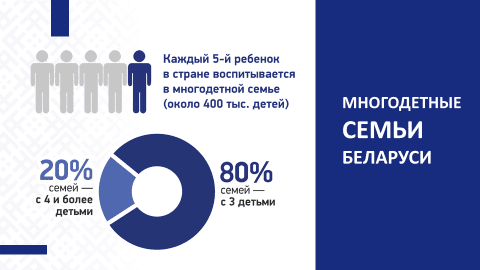 Каждый 5-й ребенок
в стране воспитывается
в многодетной семье
(около 400 тыс. детей)
20%
семей —
с 4 и более
детьми
80%
семей —
с 3 детьми
МНОГОДЕТНЫЕ
СЕМЬИ
БЕЛАРУСИ